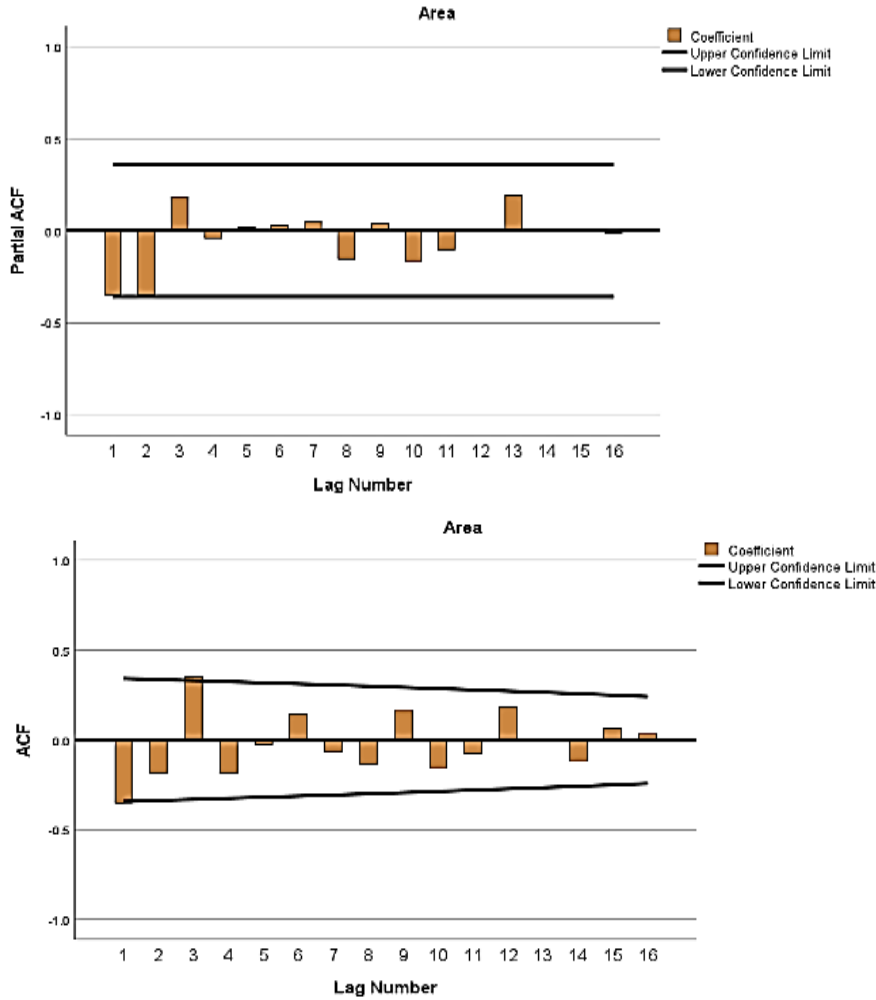 Area
Coefficient
Upper Confidence Limit
Lower Confidence Limit
1.0
0.5
0.0
-0.5
-1.0
Partial ACF
1 2 3 4 5 6 7 8 9 10 11 12 13 14 15 16
Lag Number
Area
Coefficient
Upper Confidence Limit
Lower Confidence Limit
1.0
0.5
0.0
-0.5
-1.0
ACF
1 2 3 4 5 6 7 8 9 10 11 12 13 14 15 16
Lag Number